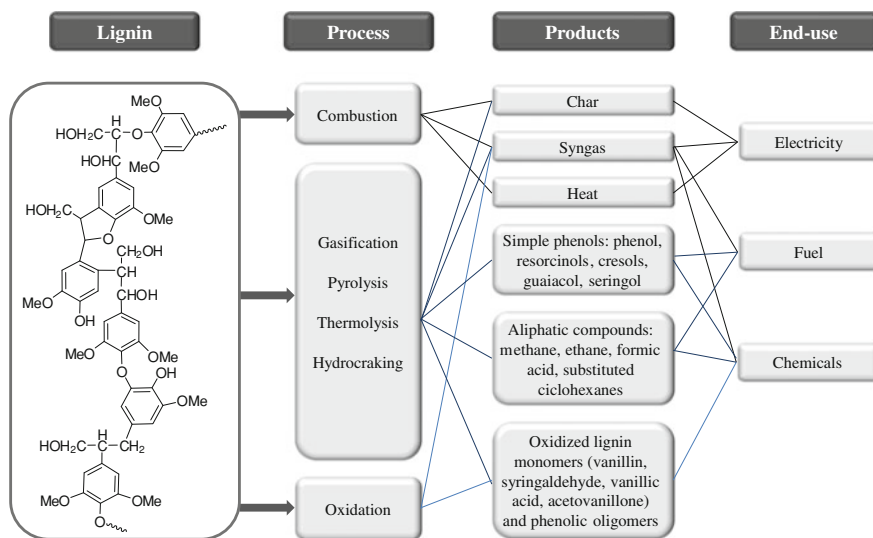 Lignin
Process
Products
End-use
MeO
H
HOH₂C
O
MeO
HOHC
HOH₂C
O
OMe
CH₂OH
H
MeO
OH
CHOH
MeO
OMe
O
OH
OMe
HOH₂C
H
CH₂
MeO
OMe
O
Combustion
Gasification
Pyrolysis
Thermolysis
Hydrocraking
Oxidation
Char
Syngas
Heat
Simple phenols: phenol,
resorcinols, cresols,
guaiacol, seringol
Aliphatic compounds:
methane, ethane, formic
acid, substituted
ciclohexanes
Oxidized lignin
monomers (vanillin,
syringaldehyde, vanillic
acid, acetovanillone)
and phenolic oligomers
Electricity
Fuel
Chemicals